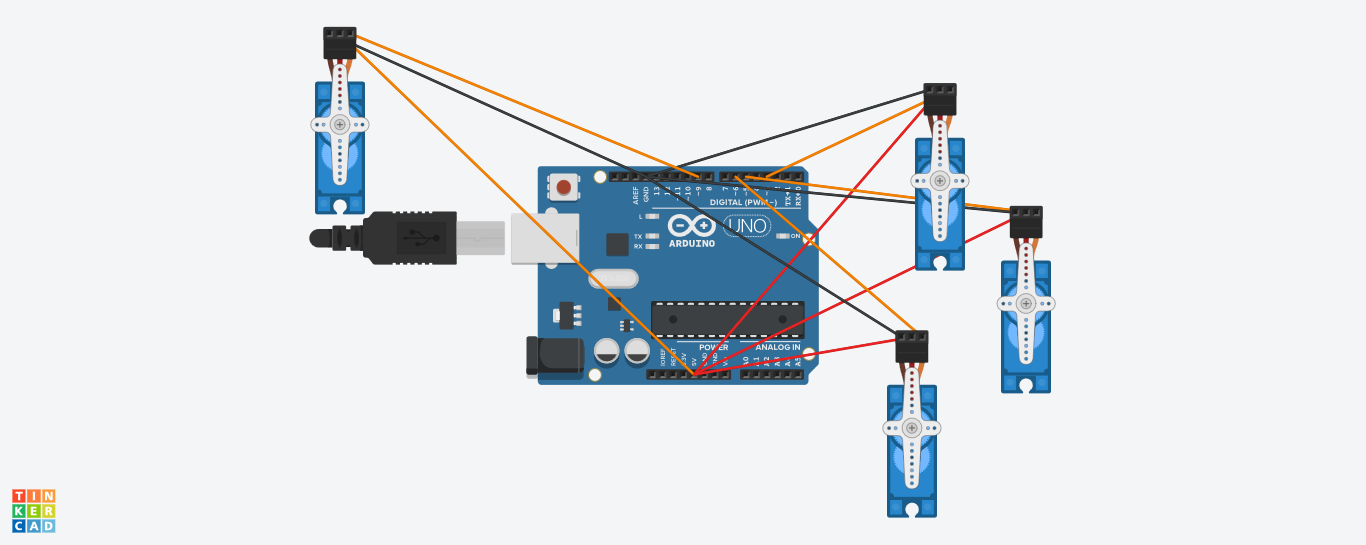 AREF
GND
13
12
11
~10
~9
8
7
~6
~5
4
~3
2
TX→1
RX←0
DIGITAL (PWM~)
L
TX
RX
ARDUINO
UNO
ON
POWER
ANALOG IN
IOREF
RESET
3.3V
5V
GND
GND
A0
A1
A2
A3
A4
A5
TIN
KER
CAD